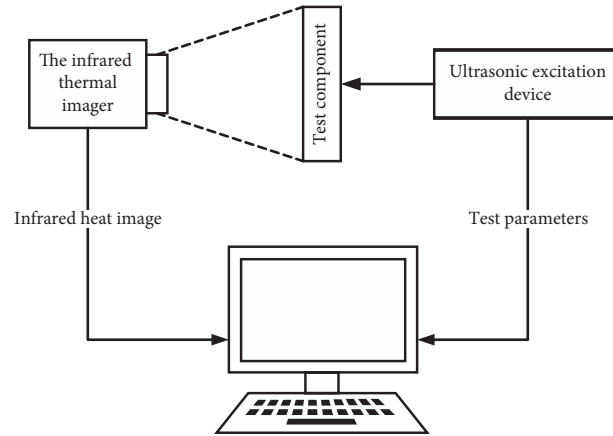 The infrared
thermal
imager
Test component
Ultrasonic excitation
device
Infrared heat image
Test parameters